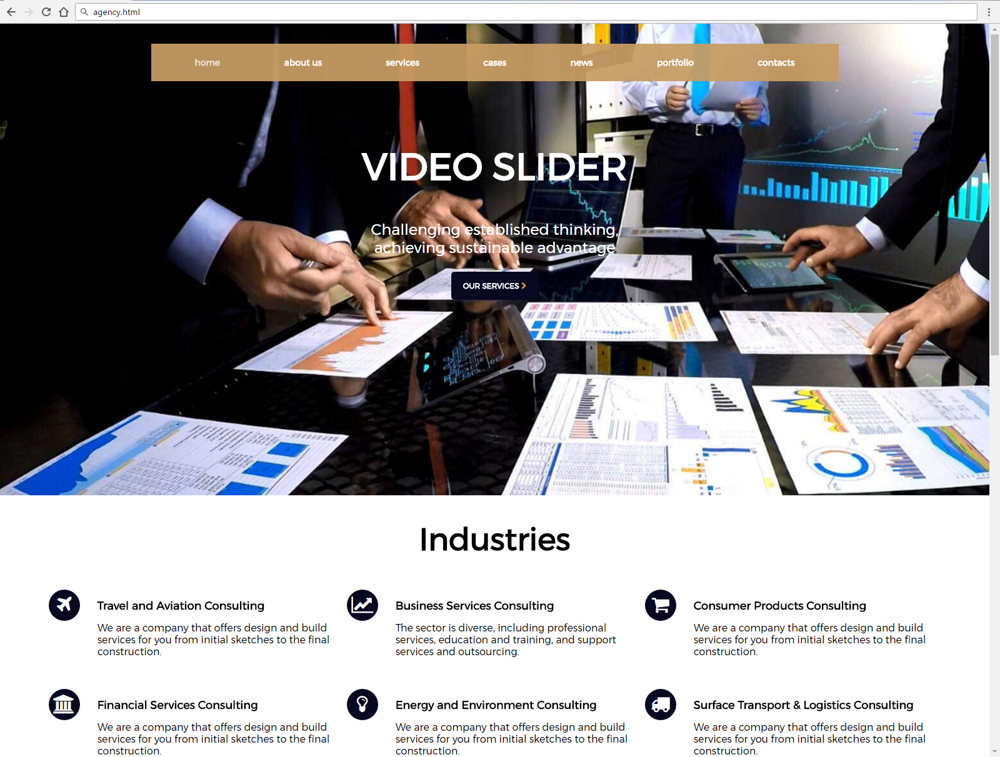 agency.html
home about us services cases news portfolio contacts
VIDEO SLIDER
Challenging established thinking,
achieving sustainable advantage
OUR SERVICES
Industries
Travel and Aviation Consulting
We are a company that offers design and build
services for you from initial sketches to the final
construction.
Business Services Consulting
The sector is diverse, including professional
services, education and training, and support
services and outsourcing.
Consumer Products Consulting
We are a company that offers design and build
services for you from initial sketches to the final
construction.
Financial Services Consulting
We are a company that offers design and build
services for you from initial sketches to the final
construction.
Energy and Environment Consulting
We are a company that offers design and build
services for you from initial sketches to the final
construction.
Surface Transport & Logistics Consulting
We are a company that offers design and build
services for you from initial sketches to the final
construction.